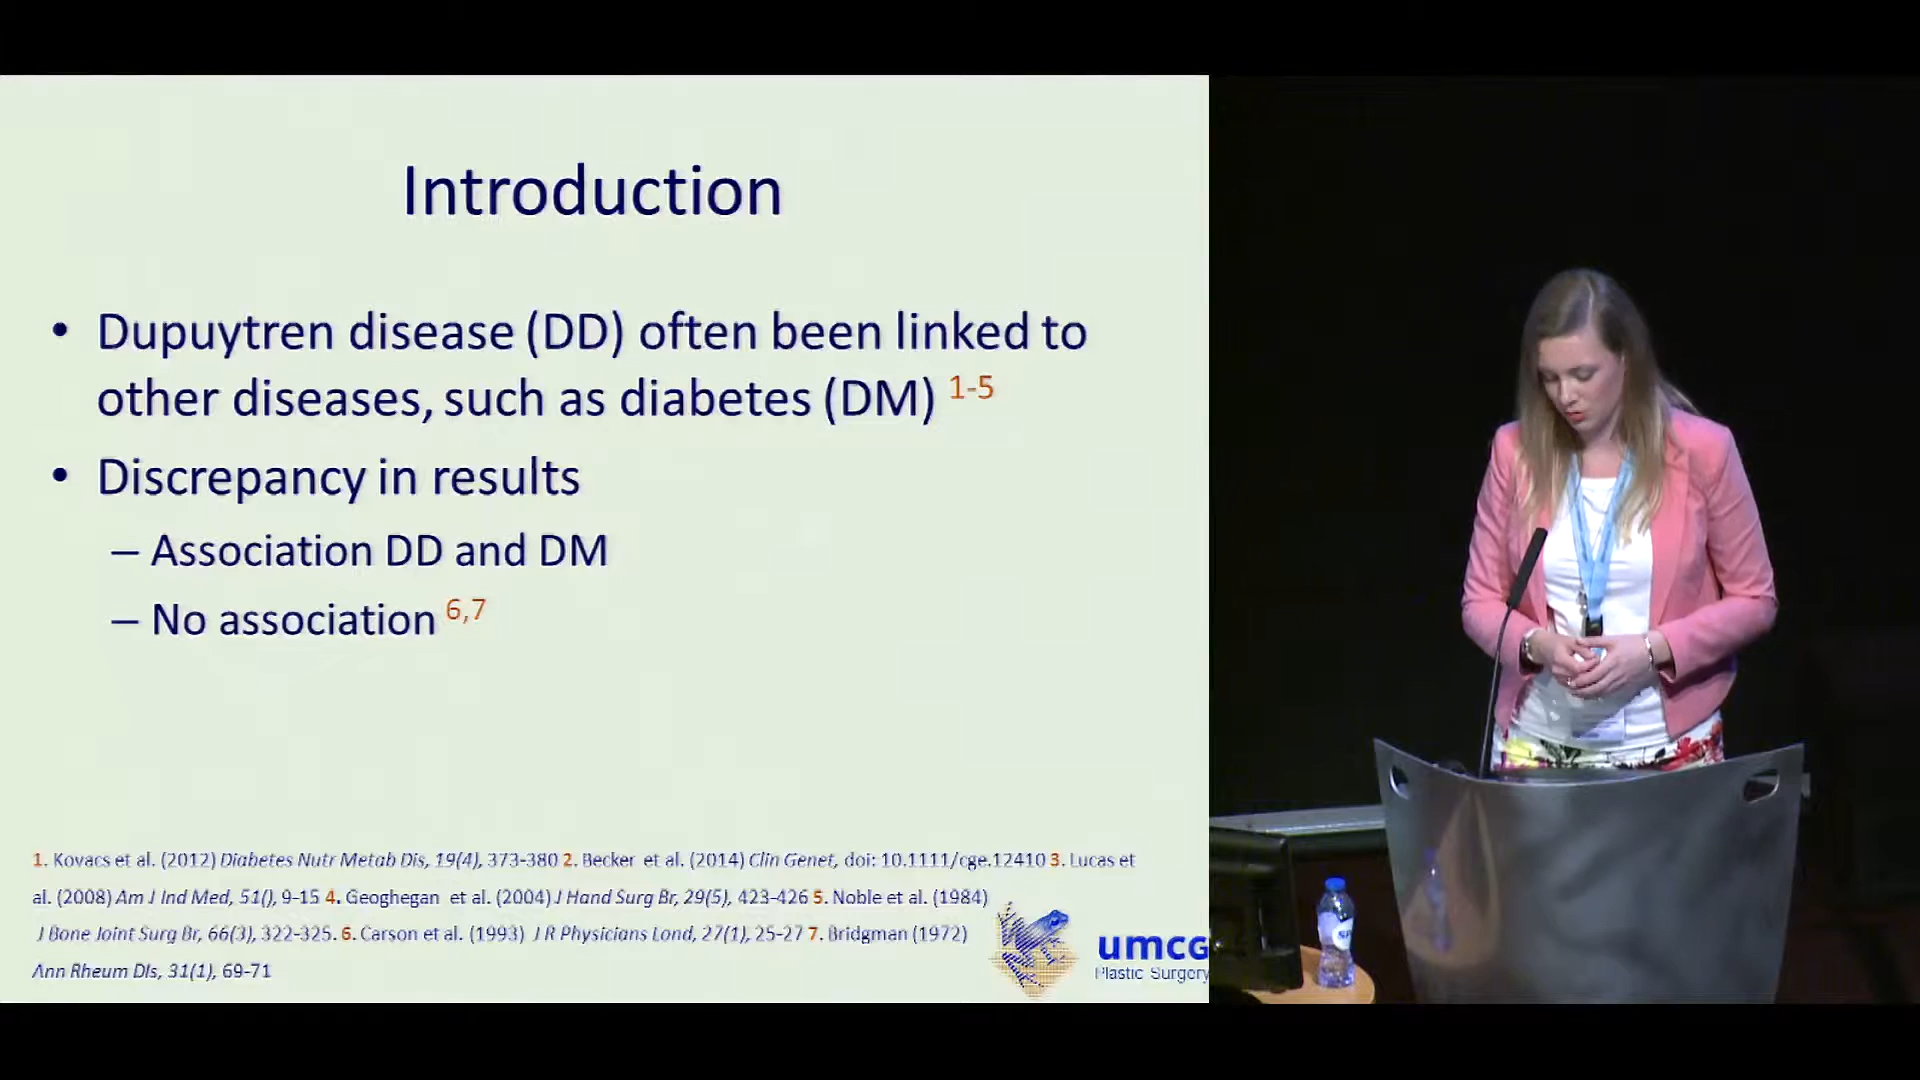 Introduction
• Dupuytren disease (DD) often been linked to
other diseases, such as diabetes (DM) 1-5
• Discrepancy in results
– Association DD and DM
– No association 6,7
1. Kovacs et al. (2012) Diabetes Nutr Metab Dis, 19(4), 373-380 2. Becker et al. (2014) Clin Genet, doi: 10.1111/cge.12410 3. Lucas et
al. (2008) Am J Ind Med, 51(), 9-15 4. Geoghegan et al. (2004) J Hand Surg Br, 29(5), 423-426 5. Noble et al. (1984)
J Bone Joint Surg Br, 66(3), 322-325. 6. Carson et al. (1993) J R Physicians Lond, 27(1), 25-27 7. Bridgman (1972)
Ann Rheum Dis, 31(1), 69-71
umcg
Plastic Surgery